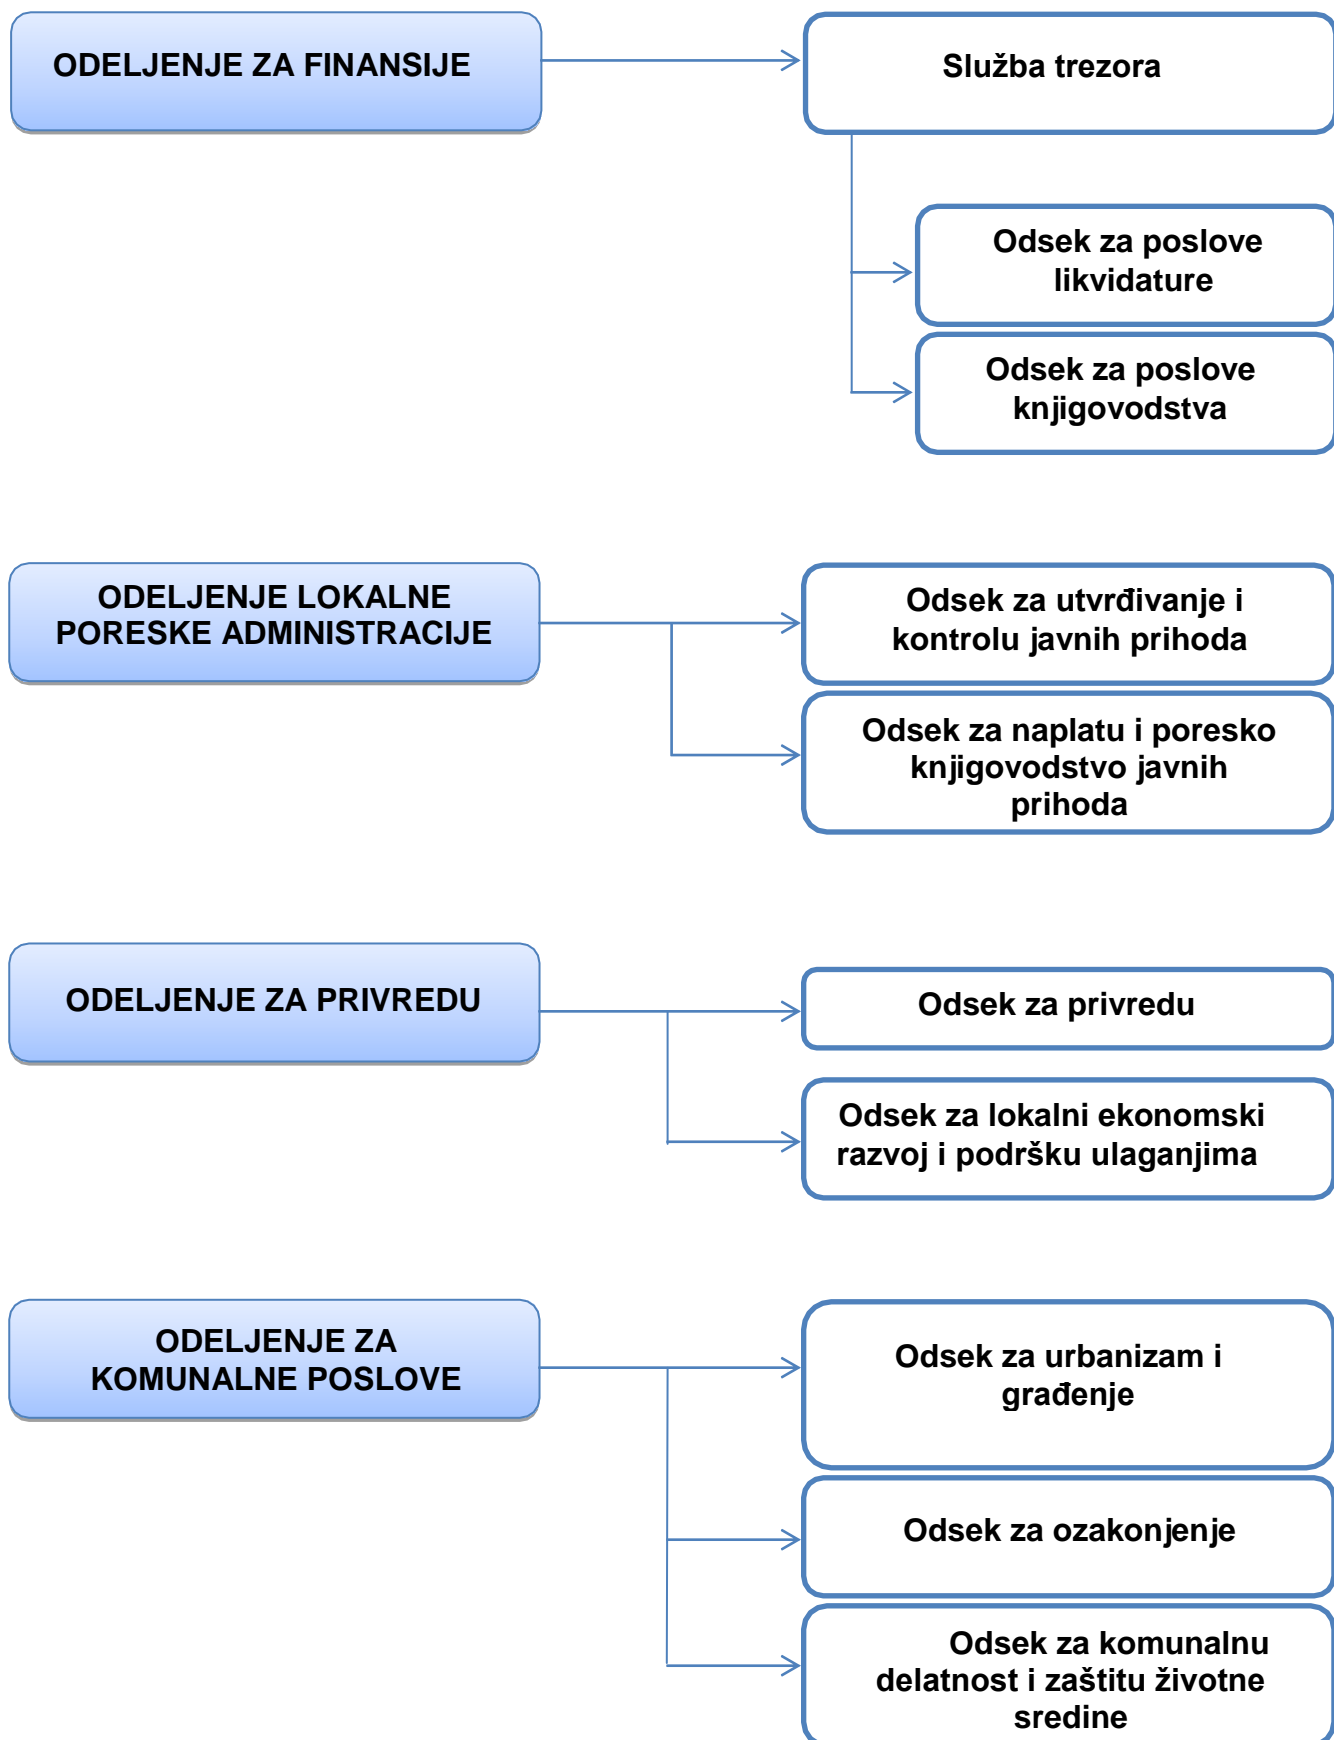 ODELJENJE ZA FINANSIJE
Služba trezora
Odsek za poslove
likvidature
Odsek za poslove
knjigovodstva
ODELJENJE LOKALNE
PORESKE ADMINISTRACIJE
Odsek za utvrđivanje i
kontrolu javnih prihoda
Odsek za naplatu i poresko
knjigovodstvo javnih
prihoda
ODELJENJE ZA PRIVREDU
Odsek za privredu
Odsek za lokalni ekonomski
razvoj i podršku ulaganjima
ODELJENJE ZA
KOMUNALNE POSLOVE
Odsek za urbanizam i
građenje
Odsek za ozakonjenje
Odsek za komunalnu
delatnost i zaštitu životne
sredine